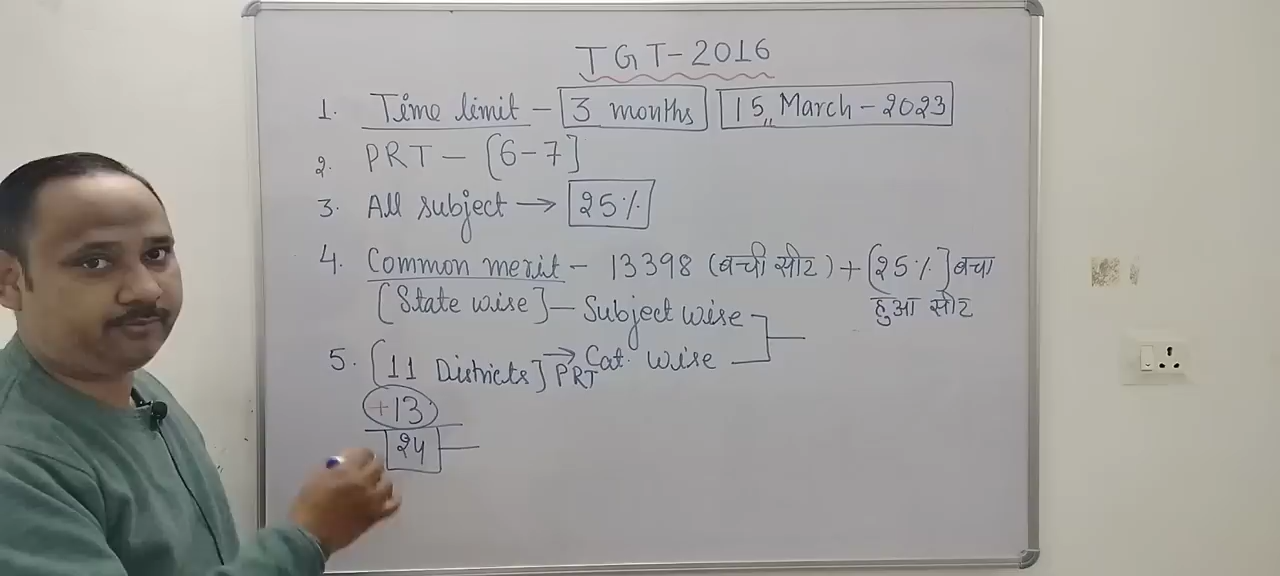 TGT-2016
1. Time limit - 3 months 15 March - 2023
2. PRT - [6-7]
3. All subject → 25%
4. Common merit - 13398 (बची सीट) + [25%] बचा
हुआ सीट
[State wise] - Subject wise
Cat. wise
5. [11 Districts] → PRT
+13
24